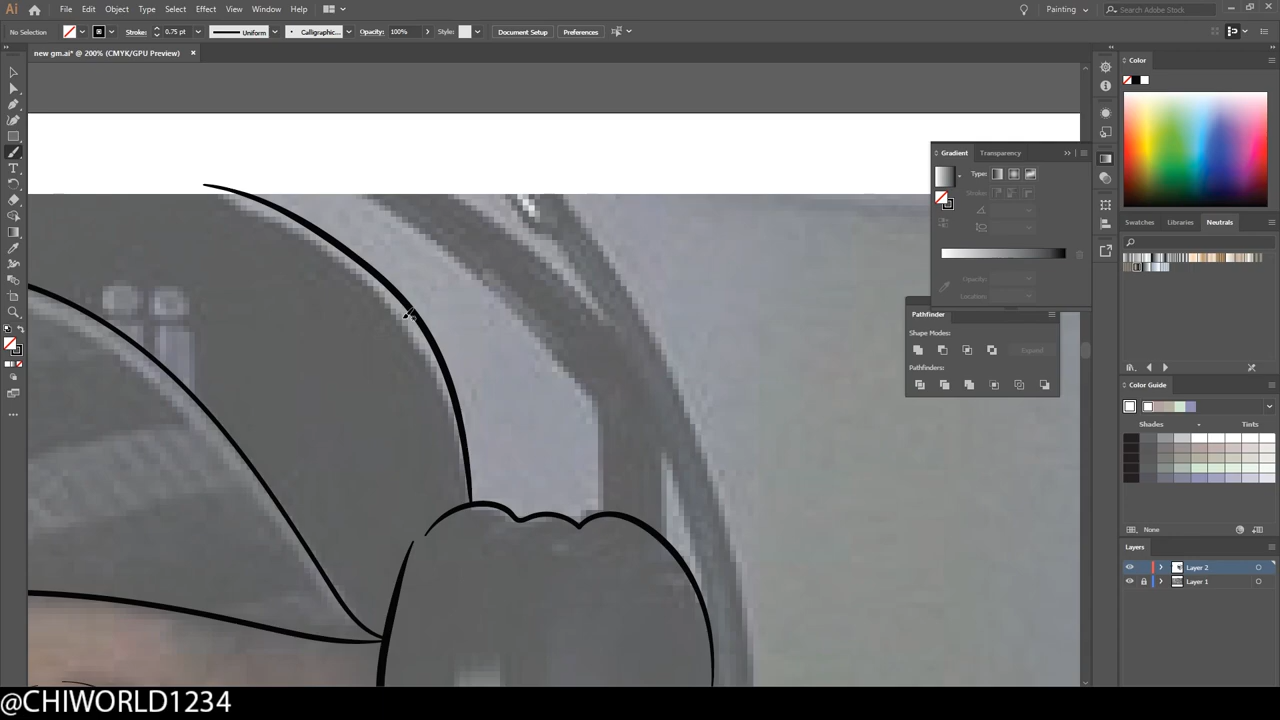 Ai File Edit Object Type Select Effect View Window Help Painting Search Adobe Stock
No Selection Stroke: 0.75 pt Uniform Calligraphic... Opacity: 100% Style: Document Setup Preferences
new gm.ai* @ 200% (CMYK/GPU Preview) ×
Color
Gradient Transparency
Type:
Stroke:
Opacity:
Location:
Swatches Libraries Neutrals
Pathfinder
Shape Modes:
Expand
Pathfinders:
Color Guide
Shades Tints
None
Layers
Layer 2
Layer 1
@CHIWORLD1234